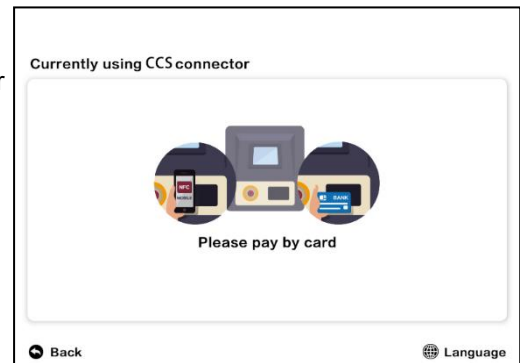 r
Currently using CCS connector
NFC
MOBILE
BANK
Please pay by card
Back
Language